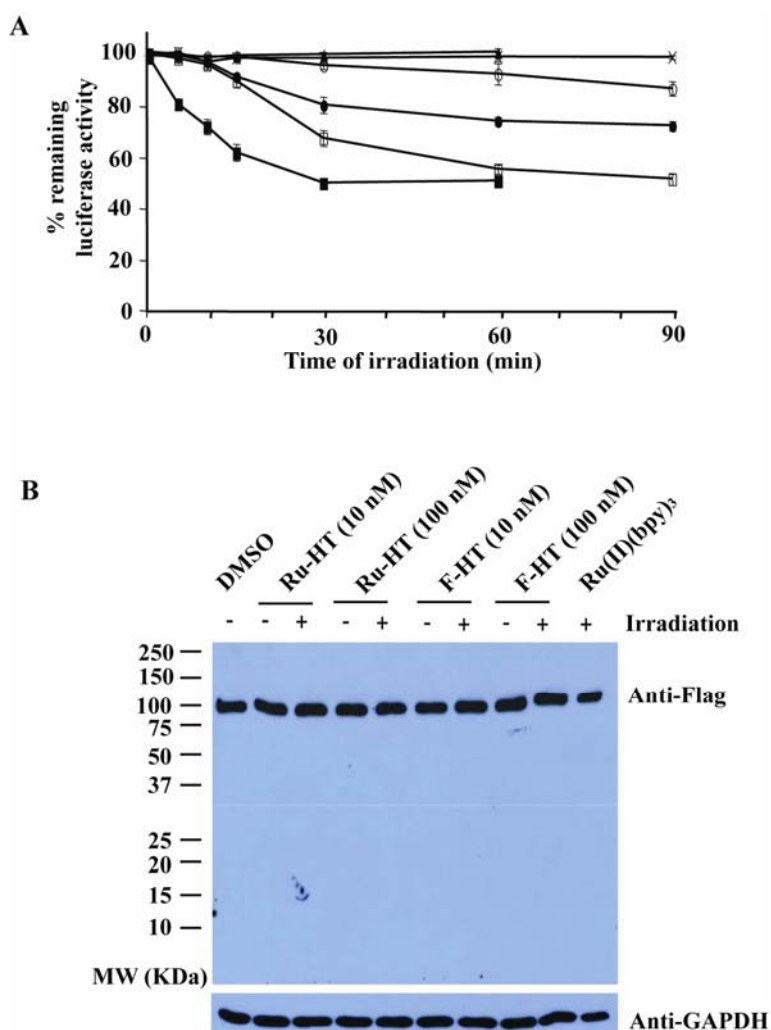 A
% remaining
luciferase activity
100
80
60
40
20
0
0 30 60 90
Time of irradiation (min)
B
DMSO
Ru-HT (10 nM)
Ru-HT (100 nM)
F-HT (10 nM)
F-HT (100 nM)
Ru(II)(bpy)₃
- - + - + - + - + + Irradiation
250
150
100
75
50
37
25
20
15
10
MW (KDa)
Anti-Flag
Anti-GAPDH